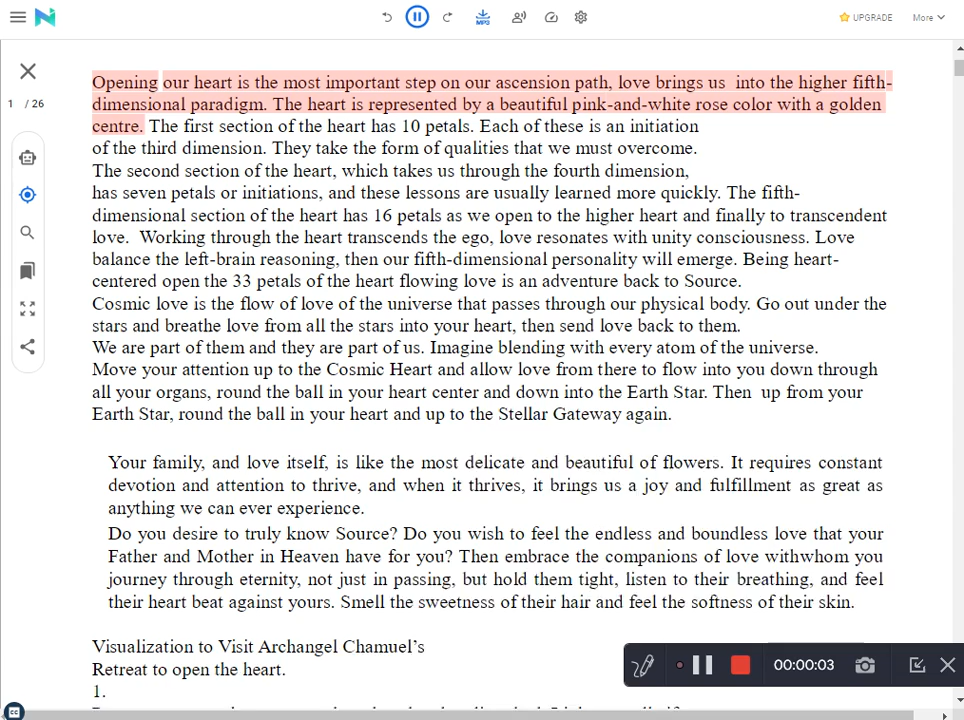 MP3
UPGRADE
More
1 / 26
Opening our heart is the most important step on our ascension path, love brings us into the higher fifth-
dimensional paradigm. The heart is represented by a beautiful pink-and-white rose color with a golden
centre. The first section of the heart has 10 petals. Each of these is an initiation
of the third dimension. They take the form of qualities that we must overcome.
The second section of the heart, which takes us through the fourth dimension,
has seven petals or initiations, and these lessons are usually learned more quickly. The fifth-
dimensional section of the heart has 16 petals as we open to the higher heart and finally to transcendent
love. Working through the heart transcends the ego, love resonates with unity consciousness. Love
balance the left-brain reasoning, then our fifth-dimensional personality will emerge. Being heart-
centered open the 33 petals of the heart flowing love is an adventure back to Source.
Cosmic love is the flow of love of the universe that passes through our physical body. Go out under the
stars and breathe love from all the stars into your heart, then send love back to them.
We are part of them and they are part of us. Imagine blending with every atom of the universe.
Move your attention up to the Cosmic Heart and allow love from there to flow into you down through
all your organs, round the ball in your heart center and down into the Earth Star. Then up from your
Earth Star, round the ball in your heart and up to the Stellar Gateway again.
Your family, and love itself, is like the most delicate and beautiful of flowers. It requires constant
devotion and attention to thrive, and when it thrives, it brings us a joy and fulfillment as great as
anything we can ever experience.
Do you desire to truly know Source? Do you wish to feel the endless and boundless love that your
Father and Mother in Heaven have for you? Then embrace the companions of love withwhom you
journey through eternity, not just in passing, but hold them tight, listen to their breathing, and feel
their heart beat against yours. Smell the sweetness of their hair and feel the softness of their skin.
Visualization to Visit Archangel Chamuel’s
Retreat to open the heart.
1.
00:00:03